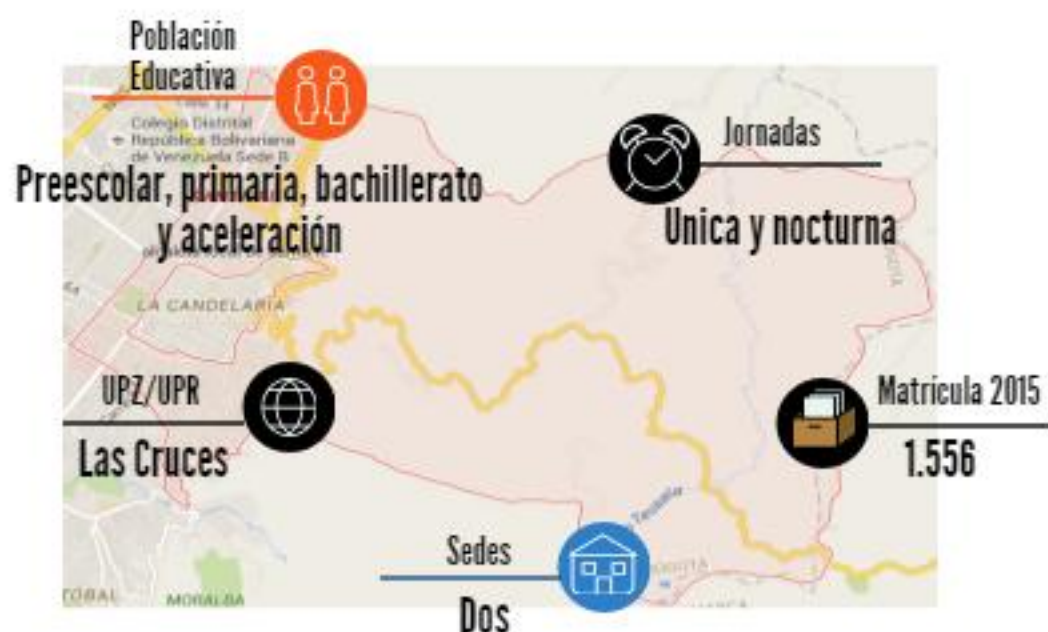 Población
Educativa
Colegio Distrital
República Bolivariana
de Venezuela Sede B
Preescolar, primaria, bachillerato
y aceleración
Jornadas
Unica y nocturna
LA CANDELARIA
UPZ/UPR
Las Cruces
Matrícula 2015
1.556
Sedes
Dos
MORALBA